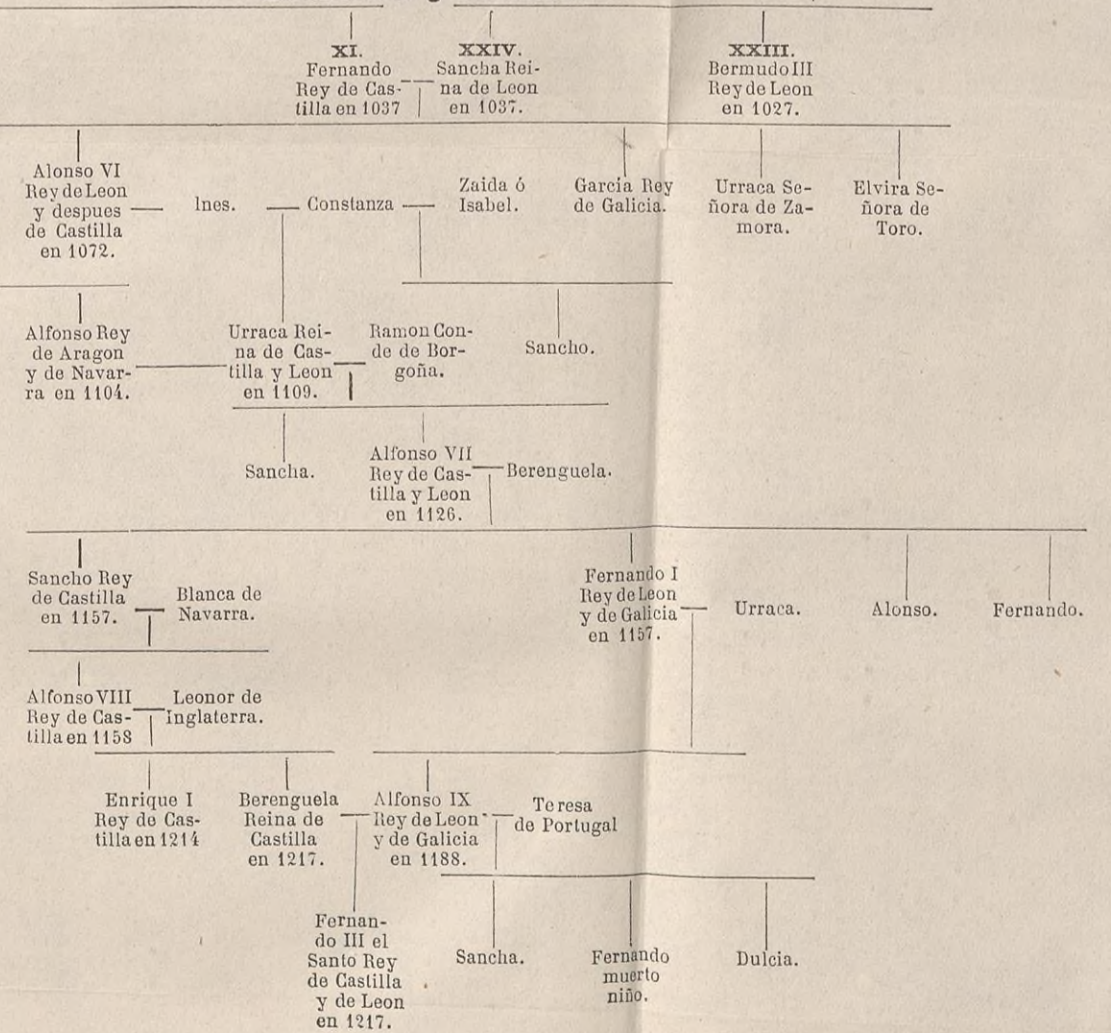 XI.
Fernando
Rey de Cas-
tilla en 1037
XXIV.
Sancha Rei-
na de Leon
en 1037.
XXIII.
Bermudo III
Rey de Leon
en 1027.
Alonso VI
Rey de Leon
y despues
de Castilla
en 1072.
Ines.
Constanza
Zaida ó
Isabel.
Garcia Rey
de Galicia.
Urraca Se-
ñora de Za-
mora.
Elvira Se-
ñora de
Toro.
Alfonso Rey
de Aragon
y de Navar-
ra en 1104.
Urraca Rei-
na de Cas-
tilla y Leon
en 1109.
Ramon Con-
de de Bor-
goña.
Sancho.
Sancha.
Alfonso VII
Rey de Cas-
tilla y Leon
en 1126.
Berenguela.
Sancho Rey
de Castilla
en 1157.
Blanca de
Navarra.
Fernando I
Rey de Leon
y de Galicia
en 1157.
Urraca.
Alonso.
Fernando.
Alfonso VIII
Rey de Cas-
tilla en 1158
Leonor de
Inglaterra.
Enrique I
Rey de Cas-
tilla en 1214
Berenguela
Reina de
Castilla
en 1217.
Alfonso IX
Rey de Leon
y de Galicia
en 1188.
Teresa
de Portugal
Fernan-
do III el
Santo Rey
de Castilla
y de Leon
en 1217.
Sancha.
Fernando
muerto
niño.
Dulcia.